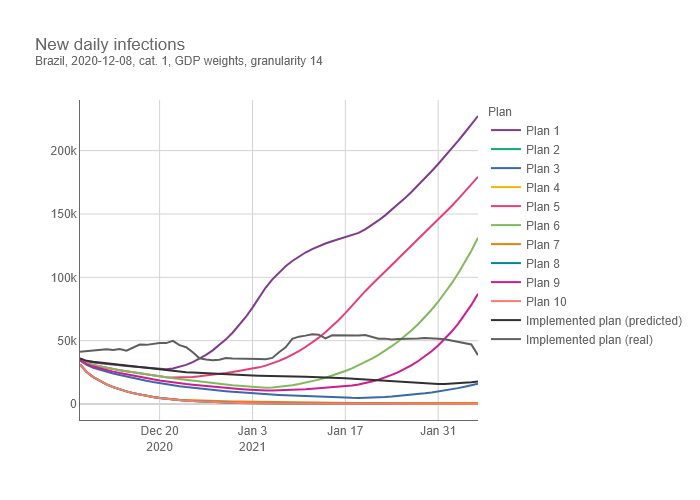 New daily infections
Brazil, 2020-12-08, cat. 1, GDP weights, granularity 14
Plan
Plan 1
Plan 2
Plan 3
Plan 4
Plan 5
Plan 6
Plan 7
Plan 8
Plan 9
Plan 10
Implemented plan (predicted)
Implemented plan (real)
200k
150k
100k
50k
0
Dec 20
2020
Jan 3
2021
Jan 17
Jan 31